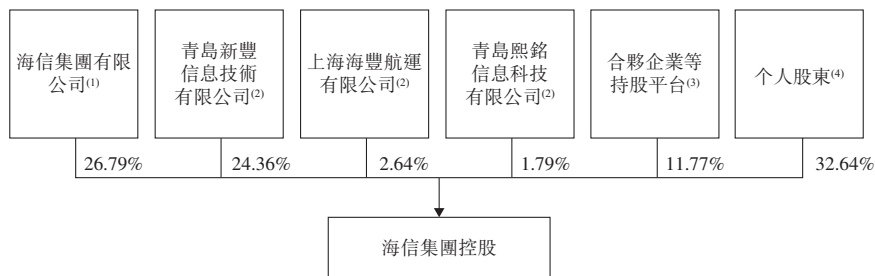 海信集團有限
公司(1)
青島新豐
信息技術
有限公司(2)
上海海豐航運
有限公司(2)
青島熙銘
信息科技
有限公司(2)
合夥企業等
持股平台(3)
个人股東(4)
26.79%
24.36%
2.64%
1.79%
11.77%
32.64%
海信集團控股